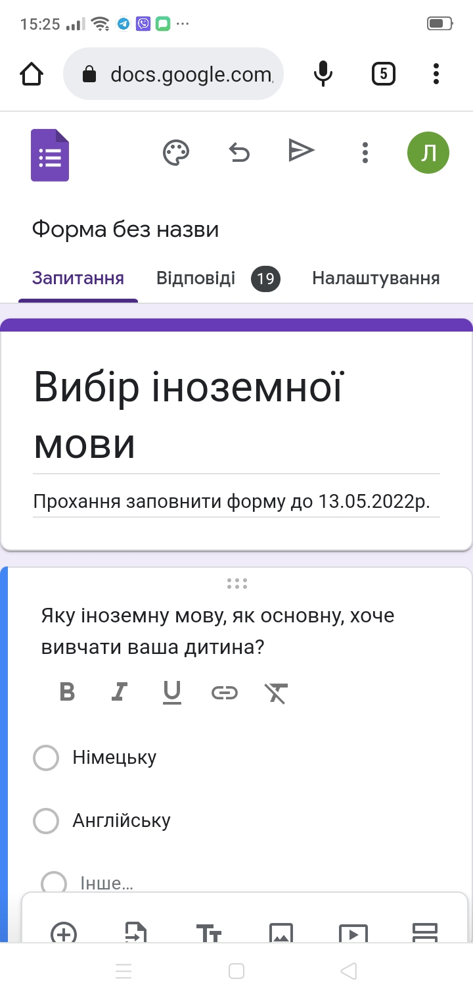 15:25
docs.google.com
5
Л
Форма без назви
Запитання Відповіді 19 Налаштування
Вибір іноземної
мови
Прохання заповнити форму до 13.05.2022р.
Яку іноземну мову, як основну, хоче
вивчати ваша дитина?
B I U
Німецьку
Англійську
Інше...
Tт